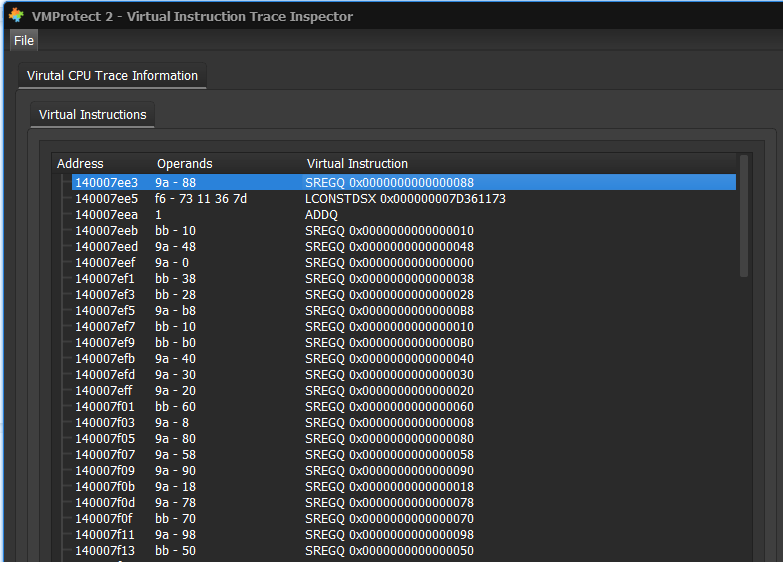 VMProtect 2 - Virtual Instruction Trace Inspector
File
Virutal CPU Trace Information
Virtual Instructions
Address Operands Virtual Instruction
140007ee3 9a - 88 SREGQ 0x0000000000000088
140007ee5 f6 - 73 11 36 7d LCONSTDSX 0x000000007D361173
140007eea 1 ADDQ
140007eeb bb - 10 SREGQ 0x0000000000000010
140007eed 9a - 48 SREGQ 0x0000000000000048
140007eef 9a - 0 SREGQ 0x0000000000000000
140007ef1 bb - 38 SREGQ 0x0000000000000038
140007ef3 bb - 28 SREGQ 0x0000000000000028
140007ef5 9a - b8 SREGQ 0x00000000000000B8
140007ef7 bb - 10 SREGQ 0x0000000000000010
140007ef9 bb - b0 SREGQ 0x00000000000000B0
140007efb 9a - 40 SREGQ 0x0000000000000040
140007efd 9a - 30 SREGQ 0x0000000000000030
140007eff 9a - 20 SREGQ 0x0000000000000020
140007f01 bb - 60 SREGQ 0x0000000000000060
140007f03 9a - 8 SREGQ 0x0000000000000008
140007f05 9a - 80 SREGQ 0x0000000000000080
140007f07 9a - 58 SREGQ 0x0000000000000058
140007f09 9a - 90 SREGQ 0x0000000000000090
140007f0b 9a - 18 SREGQ 0x0000000000000018
140007f0d 9a - 78 SREGQ 0x0000000000000078
140007f0f bb - 70 SREGQ 0x0000000000000070
140007f11 9a - 98 SREGQ 0x0000000000000098
140007f13 bb - 50 SREGQ 0x0000000000000050